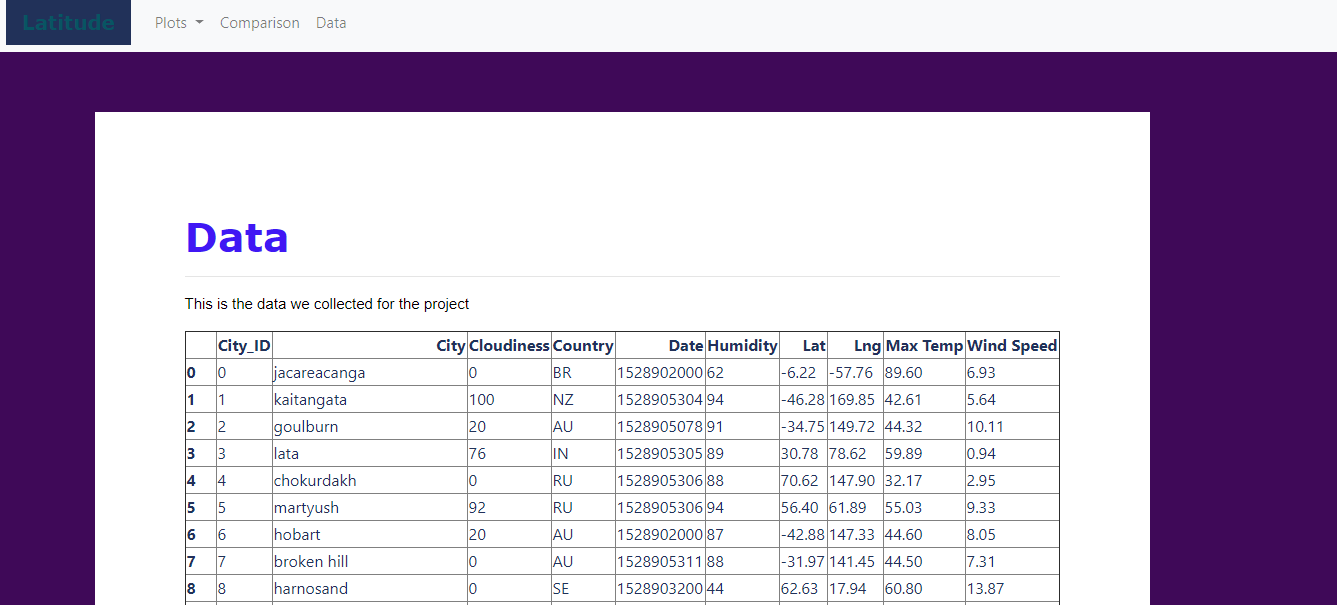 Latitude Plots Comparison Data
Data
This is the data we collected for the project
City_ID City Cloudiness Country Date Humidity Lat Lng Max Temp Wind Speed
0 0 jacareacanga 0 BR 1528902000 62 -6.22 -57.76 89.60 6.93
1 1 kaitangata 100 NZ 1528905304 94 -46.28 169.85 42.61 5.64
2 2 goulburn 20 AU 1528905078 91 -34.75 149.72 44.32 10.11
3 3 lata 76 IN 1528905305 89 30.78 78.62 59.89 0.94
4 4 chokurdakh 0 RU 1528905306 88 70.62 147.90 32.17 2.95
5 5 martyush 92 RU 1528905306 94 56.40 61.89 55.03 9.33
6 6 hobart 20 AU 1528902000 87 -42.88 147.33 44.60 8.05
7 7 broken hill 0 AU 1528905311 88 -31.97 141.45 44.50 7.31
8 8 harnosand 0 SE 1528903200 44 62.63 17.94 60.80 13.87